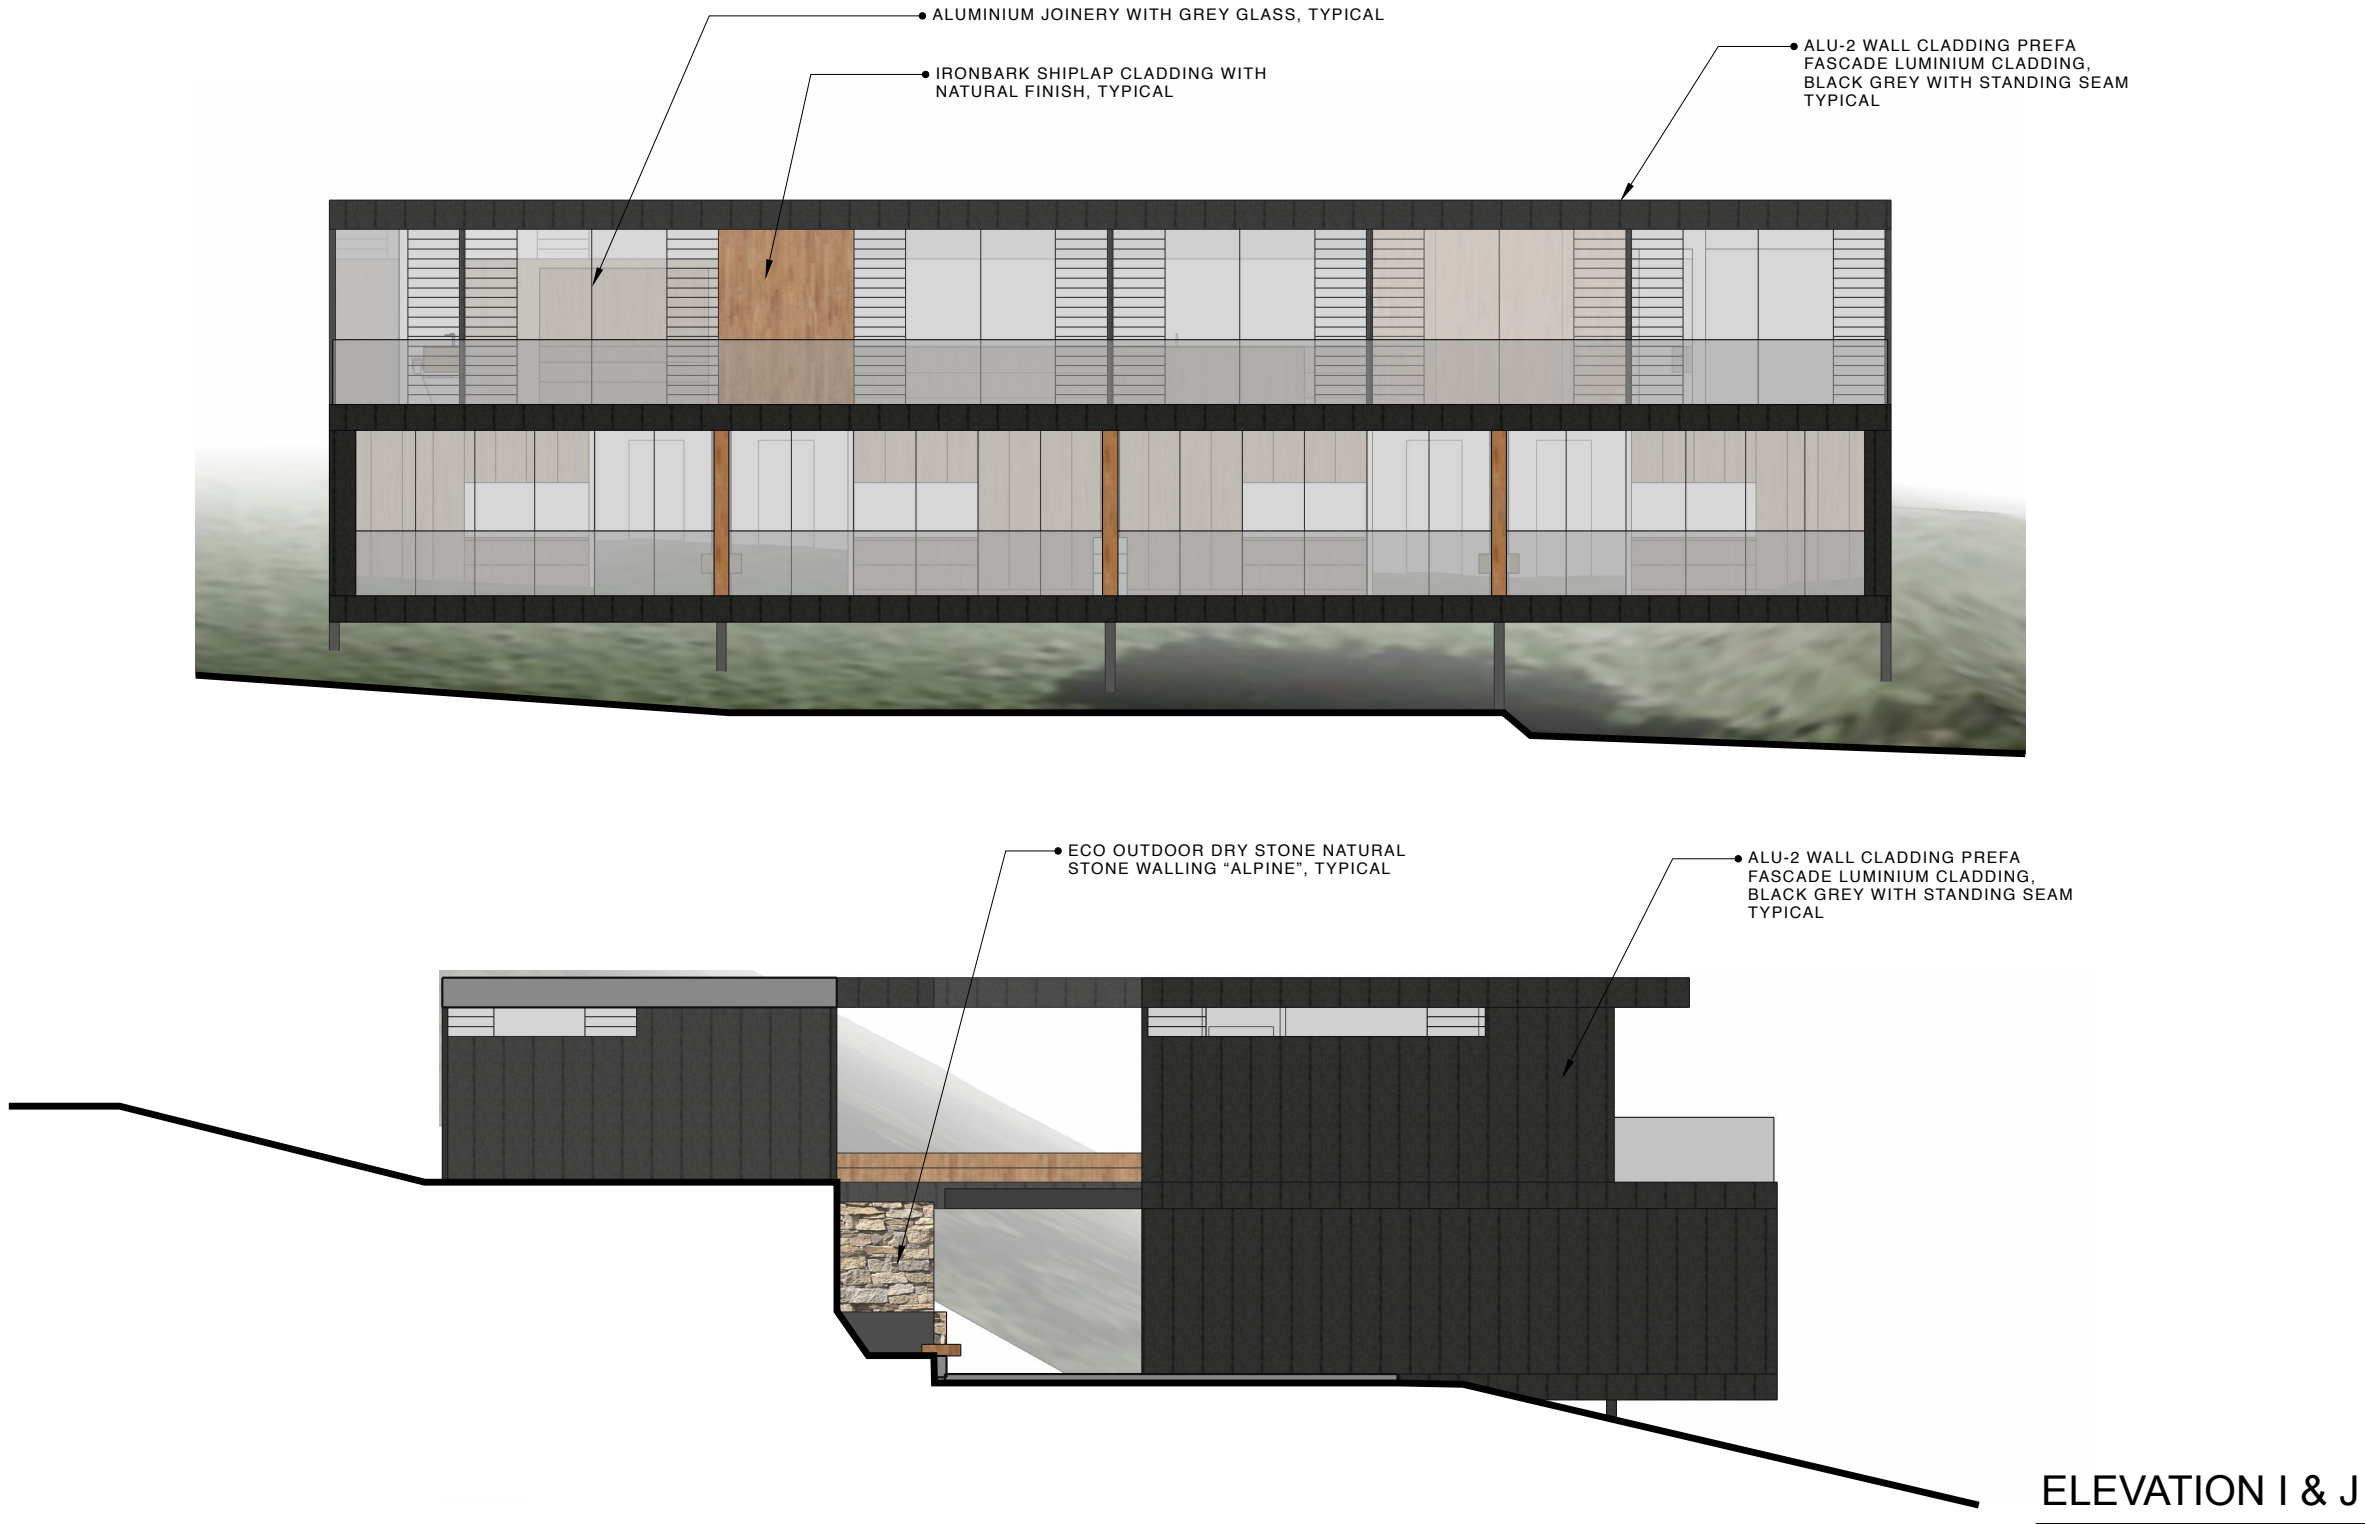 ALUMINIUM JOINERY WITH GREY GLASS, TYPICAL
IRONBARK SHIPLAP CLADDING WITH
NATURAL FINISH, TYPICAL
ALU-2 WALL CLADDING PREFA
FASCADE LUMINIUM CLADDING,
BLACK GREY WITH STANDING SEAM
TYPICAL
ECO OUTDOOR DRY STONE NATURAL
STONE WALLING “ALPINE”, TYPICAL
ALU-2 WALL CLADDING PREFA
FASCADE LUMINIUM CLADDING,
BLACK GREY WITH STANDING SEAM
TYPICAL
ELEVATION I & J